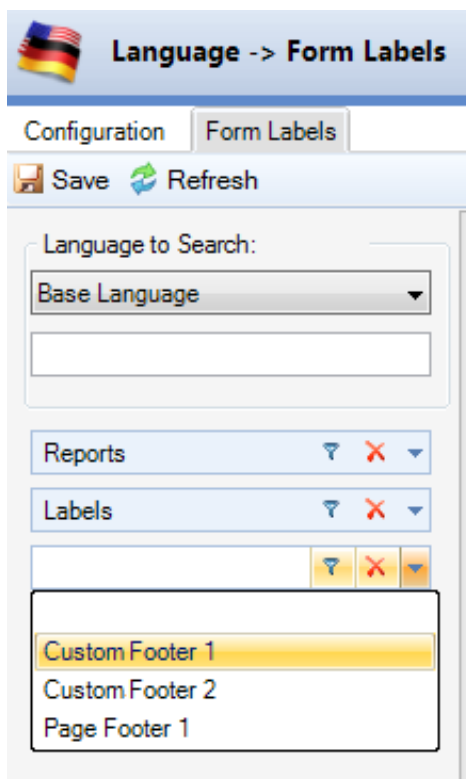 Language -> Form Labels
Configuration Form Labels
Save Refresh
Language to Search:
Base Language
Reports
Labels
Custom Footer 1
Custom Footer 2
Page Footer 1